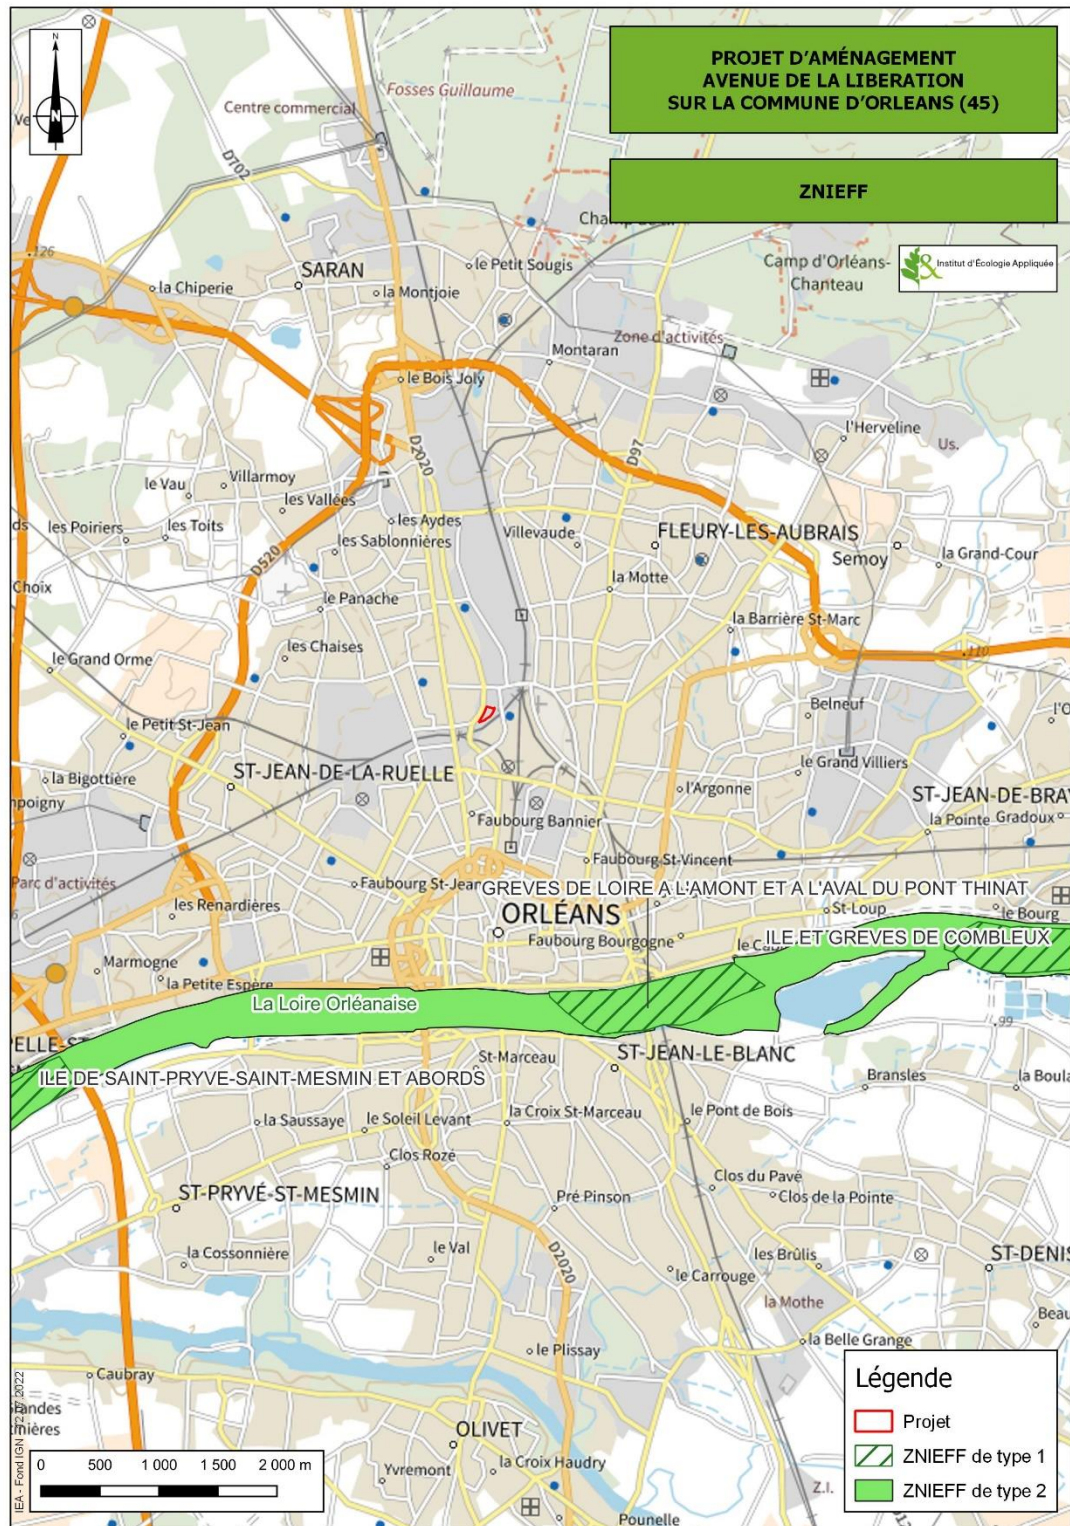 PROJET D'AMÉNAGEMENT
AVENUE DE LA LIBERATION
SUR LA COMMUNE D'ORLEANS (45)
ZNIEFF
Institut d'Écologie Appliquée
N
N
Fosses Guillaume
Centre commercial
D702
126
SARAN
la Chiperie
la Montjoie
le Petit Sougis
Camp d'Orléans-
Chanteau
Zone d'activités
Montaran
le Bois Joly
l'Herveline
Us.
D2020
D97
Villarmoy
le Vau
les Vallées
les Poiriers
les Toits
les Aydes
les Sablonnières
Villevaude
FLEURY-LES-AUBRAIS
Semoy
la Grand-Cour
D520
Choix
le Panache
la Motte
la Barrière St-Marc
les Chaises
le Grand Orme
110
le Petit St-Jean
Belneuf
la Bigottière
ST-JEAN-DE-LA-RUELLE
le Grand Villiers
l'Argonne
ST-JEAN-DE-BRAY
mpoigny
Faubourg Bannier
la Pointe
Gradoux
Faubourg St-Vincent
Parc d'activités
Faubourg St-Jean
GREVES DE LOIRE A L'AMONT ET A L'AVAL DU PONT THINAT
les Renardières
ORLÉANS
St-Loup
le Bourg
Faubourg Bourgogne
ILE ET GREVES DE COMBLEUX
Marmogne
la Petite Espère
La Loire Orléanaise
99
PELLE-ST
St-Marceau
ST-JEAN-LE-BLANC
ILE DE SAINT-PRYVE-SAINT-MESMIN ET ABORDS
Bransles
la Boula
la Saussaye
le Soleil Levant
la Croix St-Marceau
le Pont de Bois
Clos Rozé
ST-PRYVÉ-ST-MESMIN
Pré Pinson
Clos du Pavé
Clos de la Pointe
la Cossonnière
le Val
D2020
les Brûlis
ST-DENIS
le Carrouge
la Mothe
Beau
le Plissay
la Belle Grange
Caubray
OLIVET
Yvremont
la Croix Haudry
Z.I.
Pounelle
Légende
Projet
ZNIEFF de type 1
ZNIEFF de type 2
0 500 1 000 1 500 2 000 m